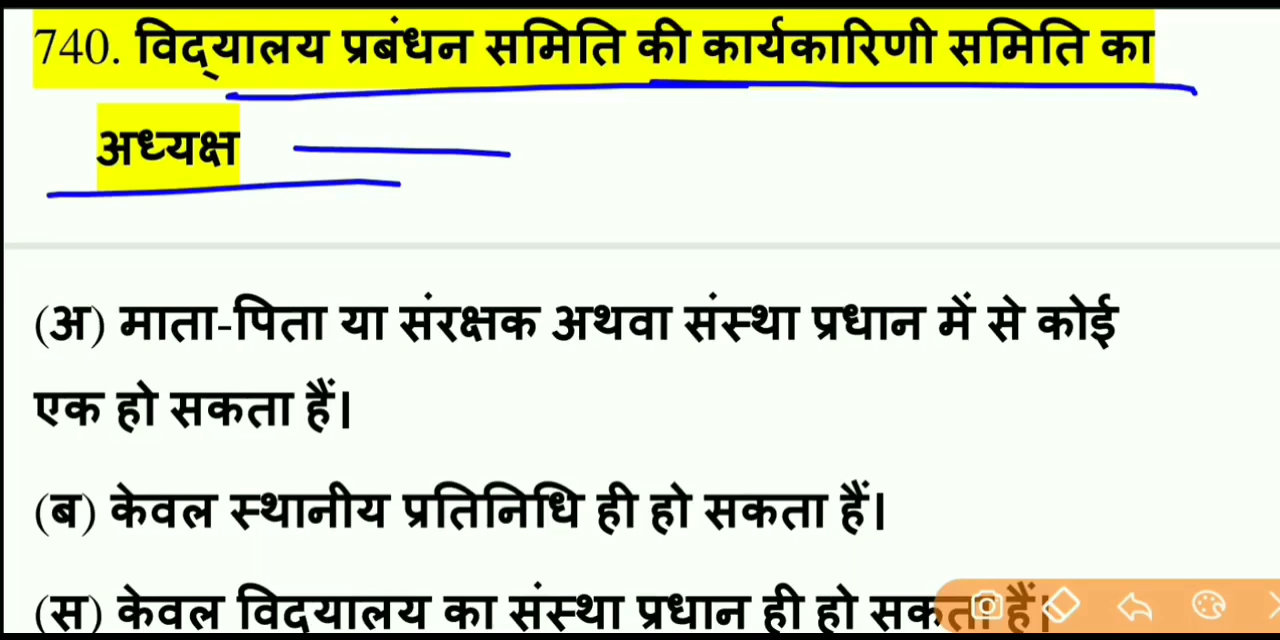 740. विद्यालय प्रबंधन समिति की कार्यकारिणी समिति का
अध्यक्ष
(अ) माता-पिता या संरक्षक अथवा संस्था प्रधान में से कोई
एक हो सकता हैं।
(ब) केवल स्थानीय प्रतिनिधि ही हो सकता हैं।
(स) केवल विद्यालय का संस्था प्रधान ही हो सकता हैं।